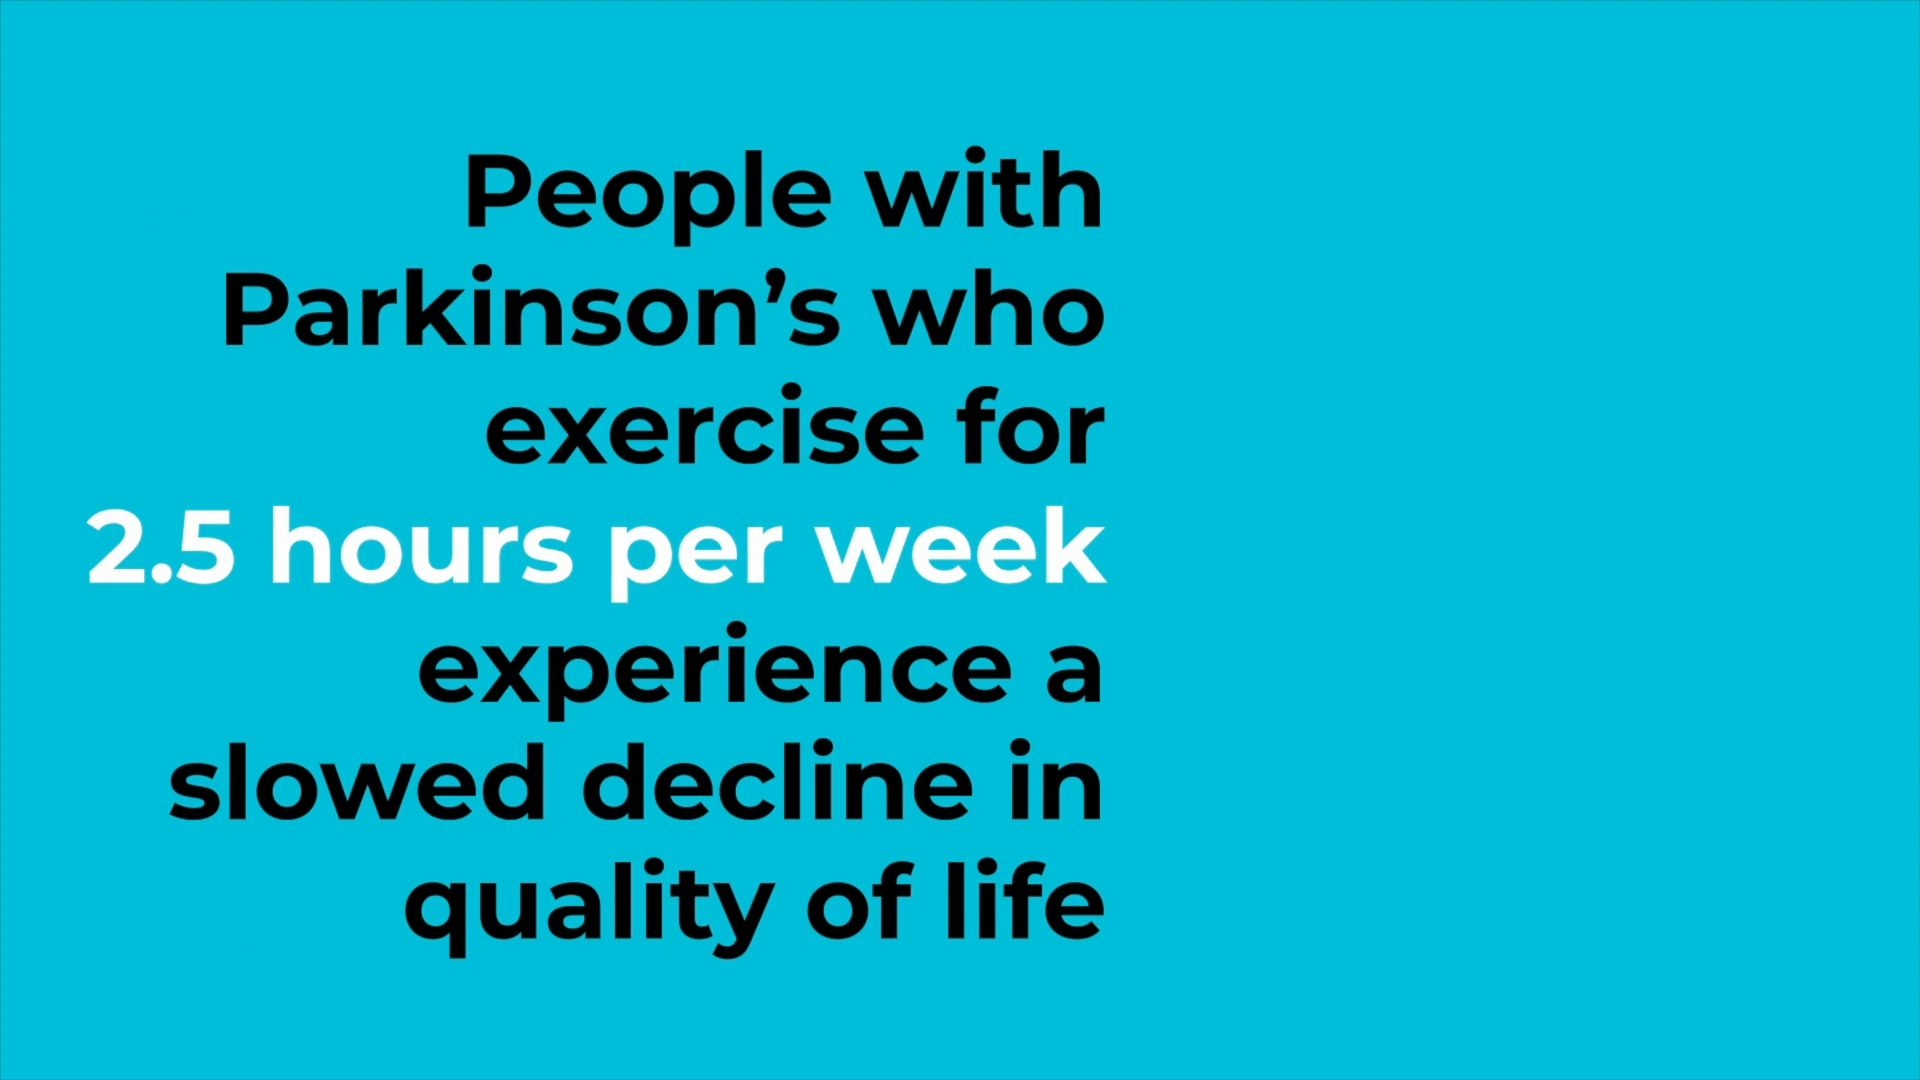 People with
Parkinson’s who
exercise for
2.5 hours per week
experience a
slowed decline in
quality of life